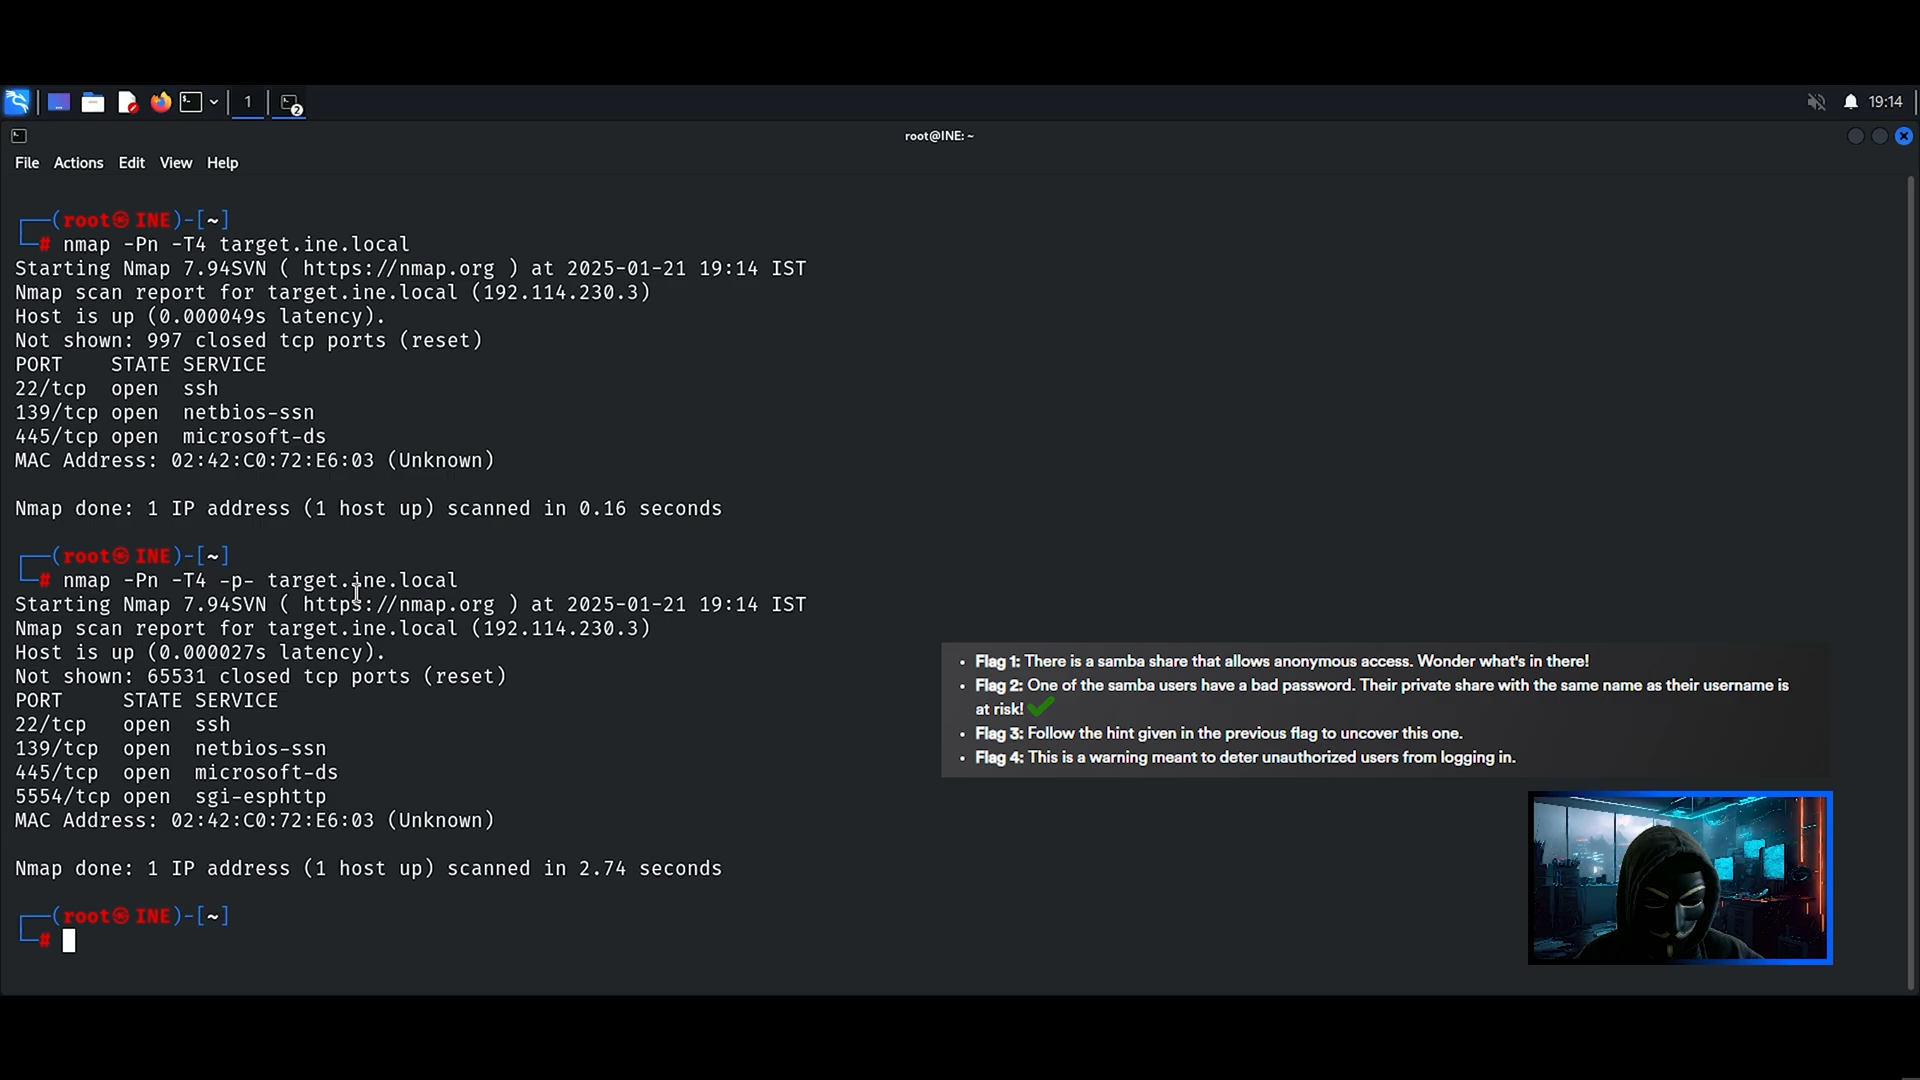 1
2
19:14
root@INE: ~
File Actions Edit View Help
┌──(root㉿INE)-[~]
└─# nmap -Pn -T4 target.ine.local
Starting Nmap 7.94SVN ( https://nmap.org ) at 2025-01-21 19:14 IST
Nmap scan report for target.ine.local (192.114.230.3)
Host is up (0.000049s latency).
Not shown: 997 closed tcp ports (reset)
PORT    STATE SERVICE
22/tcp  open  ssh
139/tcp open  netbios-ssn
445/tcp open  microsoft-ds
MAC Address: 02:42:C0:72:E6:03 (Unknown)
Nmap done: 1 IP address (1 host up) scanned in 0.16 seconds
┌──(root㉿INE)-[~]
└─# nmap -Pn -T4 -p- target.ine.local
Starting Nmap 7.94SVN ( https://nmap.org ) at 2025-01-21 19:14 IST
Nmap scan report for target.ine.local (192.114.230.3)
Host is up (0.000027s latency).
Not shown: 65531 closed tcp ports (reset)
PORT     STATE SERVICE
22/tcp   open  ssh
139/tcp  open  netbios-ssn
445/tcp  open  microsoft-ds
5554/tcp open  sgi-esphttp
MAC Address: 02:42:C0:72:E6:03 (Unknown)
Nmap done: 1 IP address (1 host up) scanned in 2.74 seconds
┌──(root㉿INE)-[~]
└─#
• Flag 1: There is a samba share that allows anonymous access. Wonder what's in there!
• Flag 2: One of the samba users have a bad password. Their private share with the same name as their username is
at risk!
• Flag 3: Follow the hint given in the previous flag to uncover this one.
• Flag 4: This is a warning meant to deter unauthorized users from logging in.